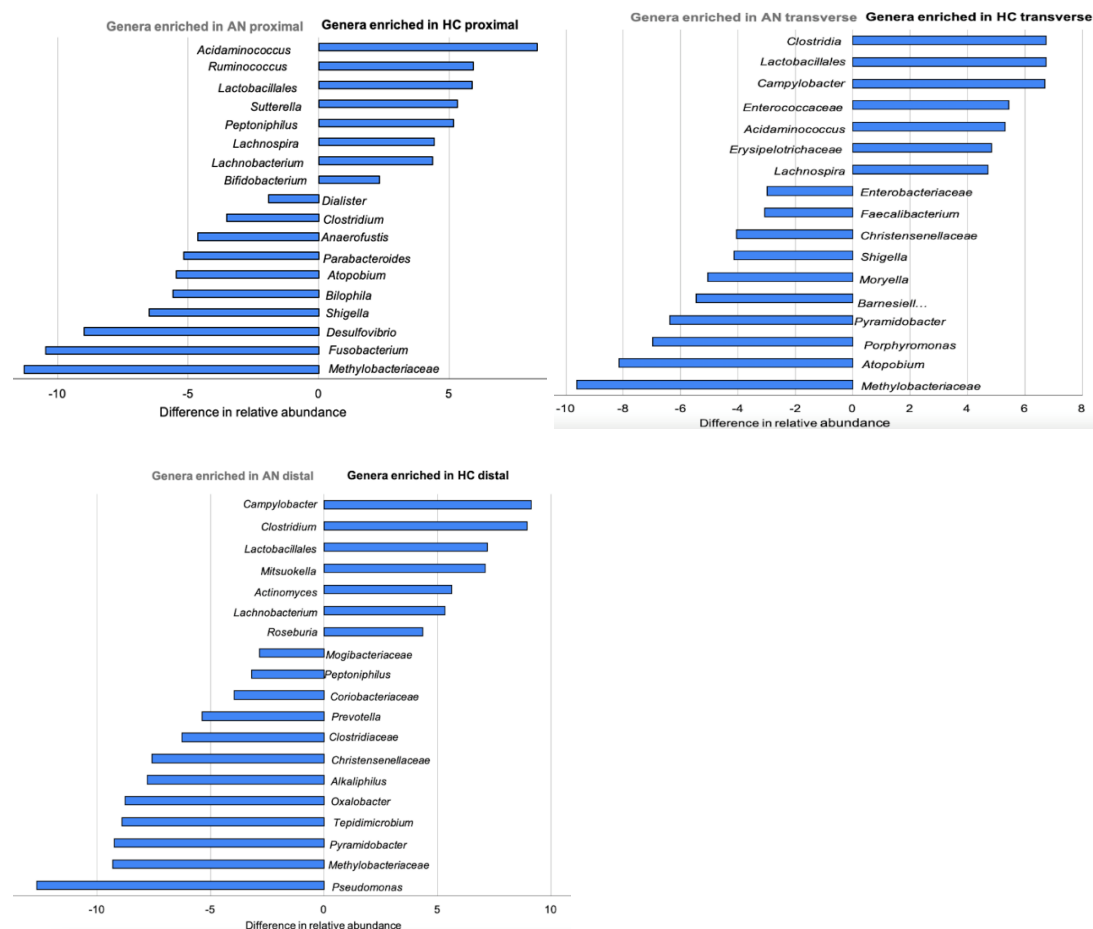 Genera enriched in AN proximal Genera enriched in HC proximal
Acidaminococcus
Ruminococcus
Lactobacillales
Sutterella
Peptoniphilus
Lachnospira
Lachnobacterium
Bifidobacterium
Dialister
Clostridium
Anaerofustis
Parabacteroides
Atopobium
Bilophila
Shigella
Desulfovibrio
Fusobacterium
Methylobacteriaceae
-10 -5 0 5
Difference in relative abundance
Genera enriched in AN transverse Genera enriched in HC transverse
Clostridia
Lactobacillales
Campylobacter
Enterococcaceae
Acidaminococcus
Erysipelotrichaceae
Lachnospira
Enterobacteriaceae
Faecalibacterium
Christensenellaceae
Shigella
Moryella
Barnesiell...
Pyramidobacter
Porphyromonas
Atopobium
Methylobacteriaceae
-10 -8 -6 -4 -2 0 2 4 6 8
Difference in relative abundance
Genera enriched in AN distal Genera enriched in HC distal
Campylobacter
Clostridium
Lactobacillales
Mitsuokella
Actinomyces
Lachnobacterium
Roseburia
Mogibacteriaceae
Peptoniphilus
Coriobacteriaceae
Prevotella
Clostridiaceae
Christensenellaceae
Alkaliphilus
Oxalobacter
Tepidimicrobium
Pyramidobacter
Methylobacteriaceae
Pseudomonas
-10 -5 0 5 10
Difference in relative abundance